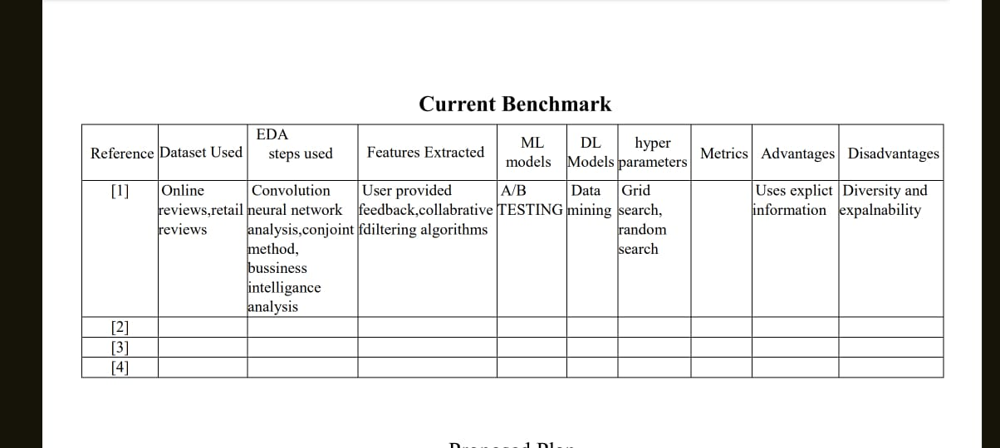 Current Benchmark
Reference Dataset Used EDA steps used Features Extracted ML models DL Models hyper parameters Metrics Advantages Disadvantages
[1] Online reviews,retail reviews Convolution neural network analysis,conjoint method, bussiness intelligance analysis User provided feedback,collabrative fdiltering algorithms A/B TESTING Data mining Grid search, random search Uses explict information Diversity and expalnability
[2]
[3]
[4]